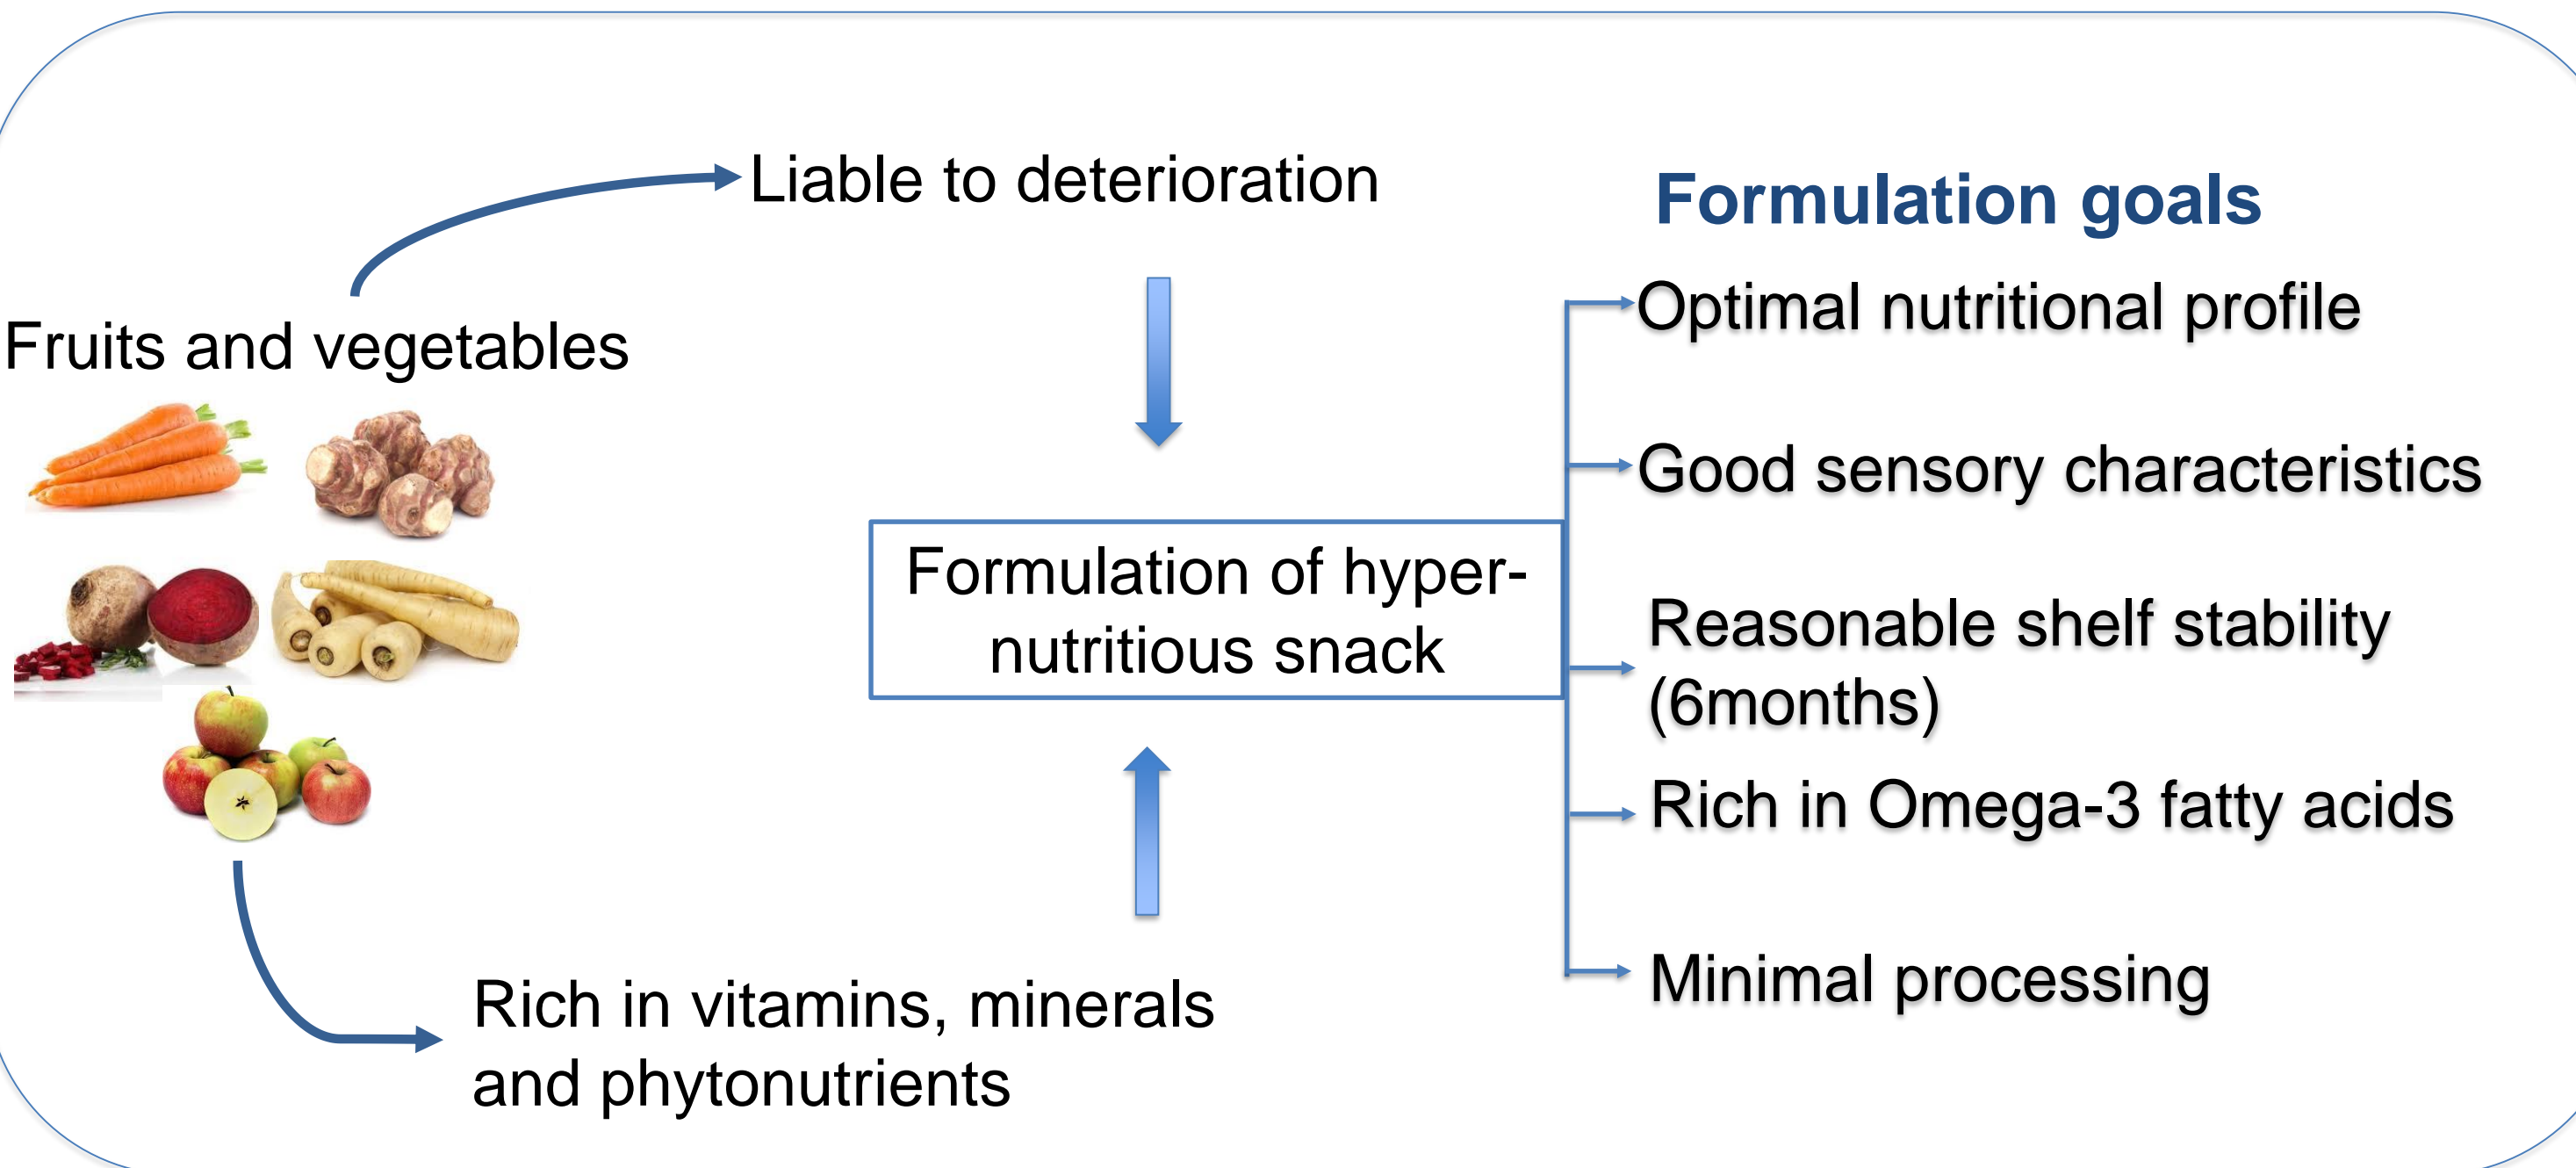 Liable to deterioration
Fruits and vegetables
Formulation of hyper-
nutritious snack
Rich in vitamins, minerals
and phytonutrients
Formulation goals
Optimal nutritional profile
Good sensory characteristics
Reasonable shelf stability
(6months)
Rich in Omega-3 fatty acids
Minimal processing